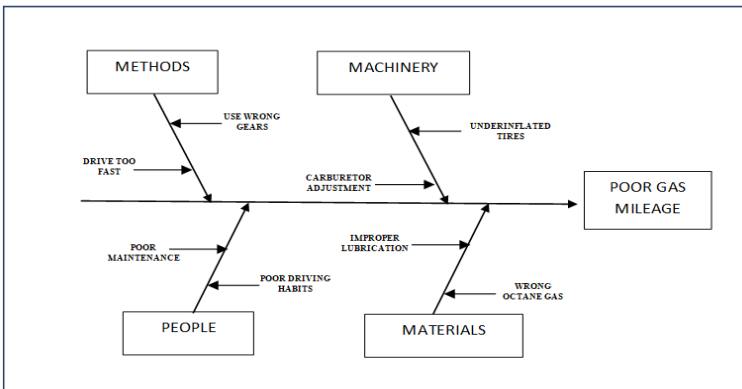 METHODS
MACHINERY
USE WRONG
GEARS
UNDERINFLATED
TIRES
DRIVE TOO
FAST
CARBURETOR
ADJUSTMENT
POOR GAS
MILEAGE
POOR
MAINTENANCE
IMPROPER
LUBRICATION
POOR DRIVING
HABITS
WRONG
OCTANE GAS
PEOPLE
MATERIALS